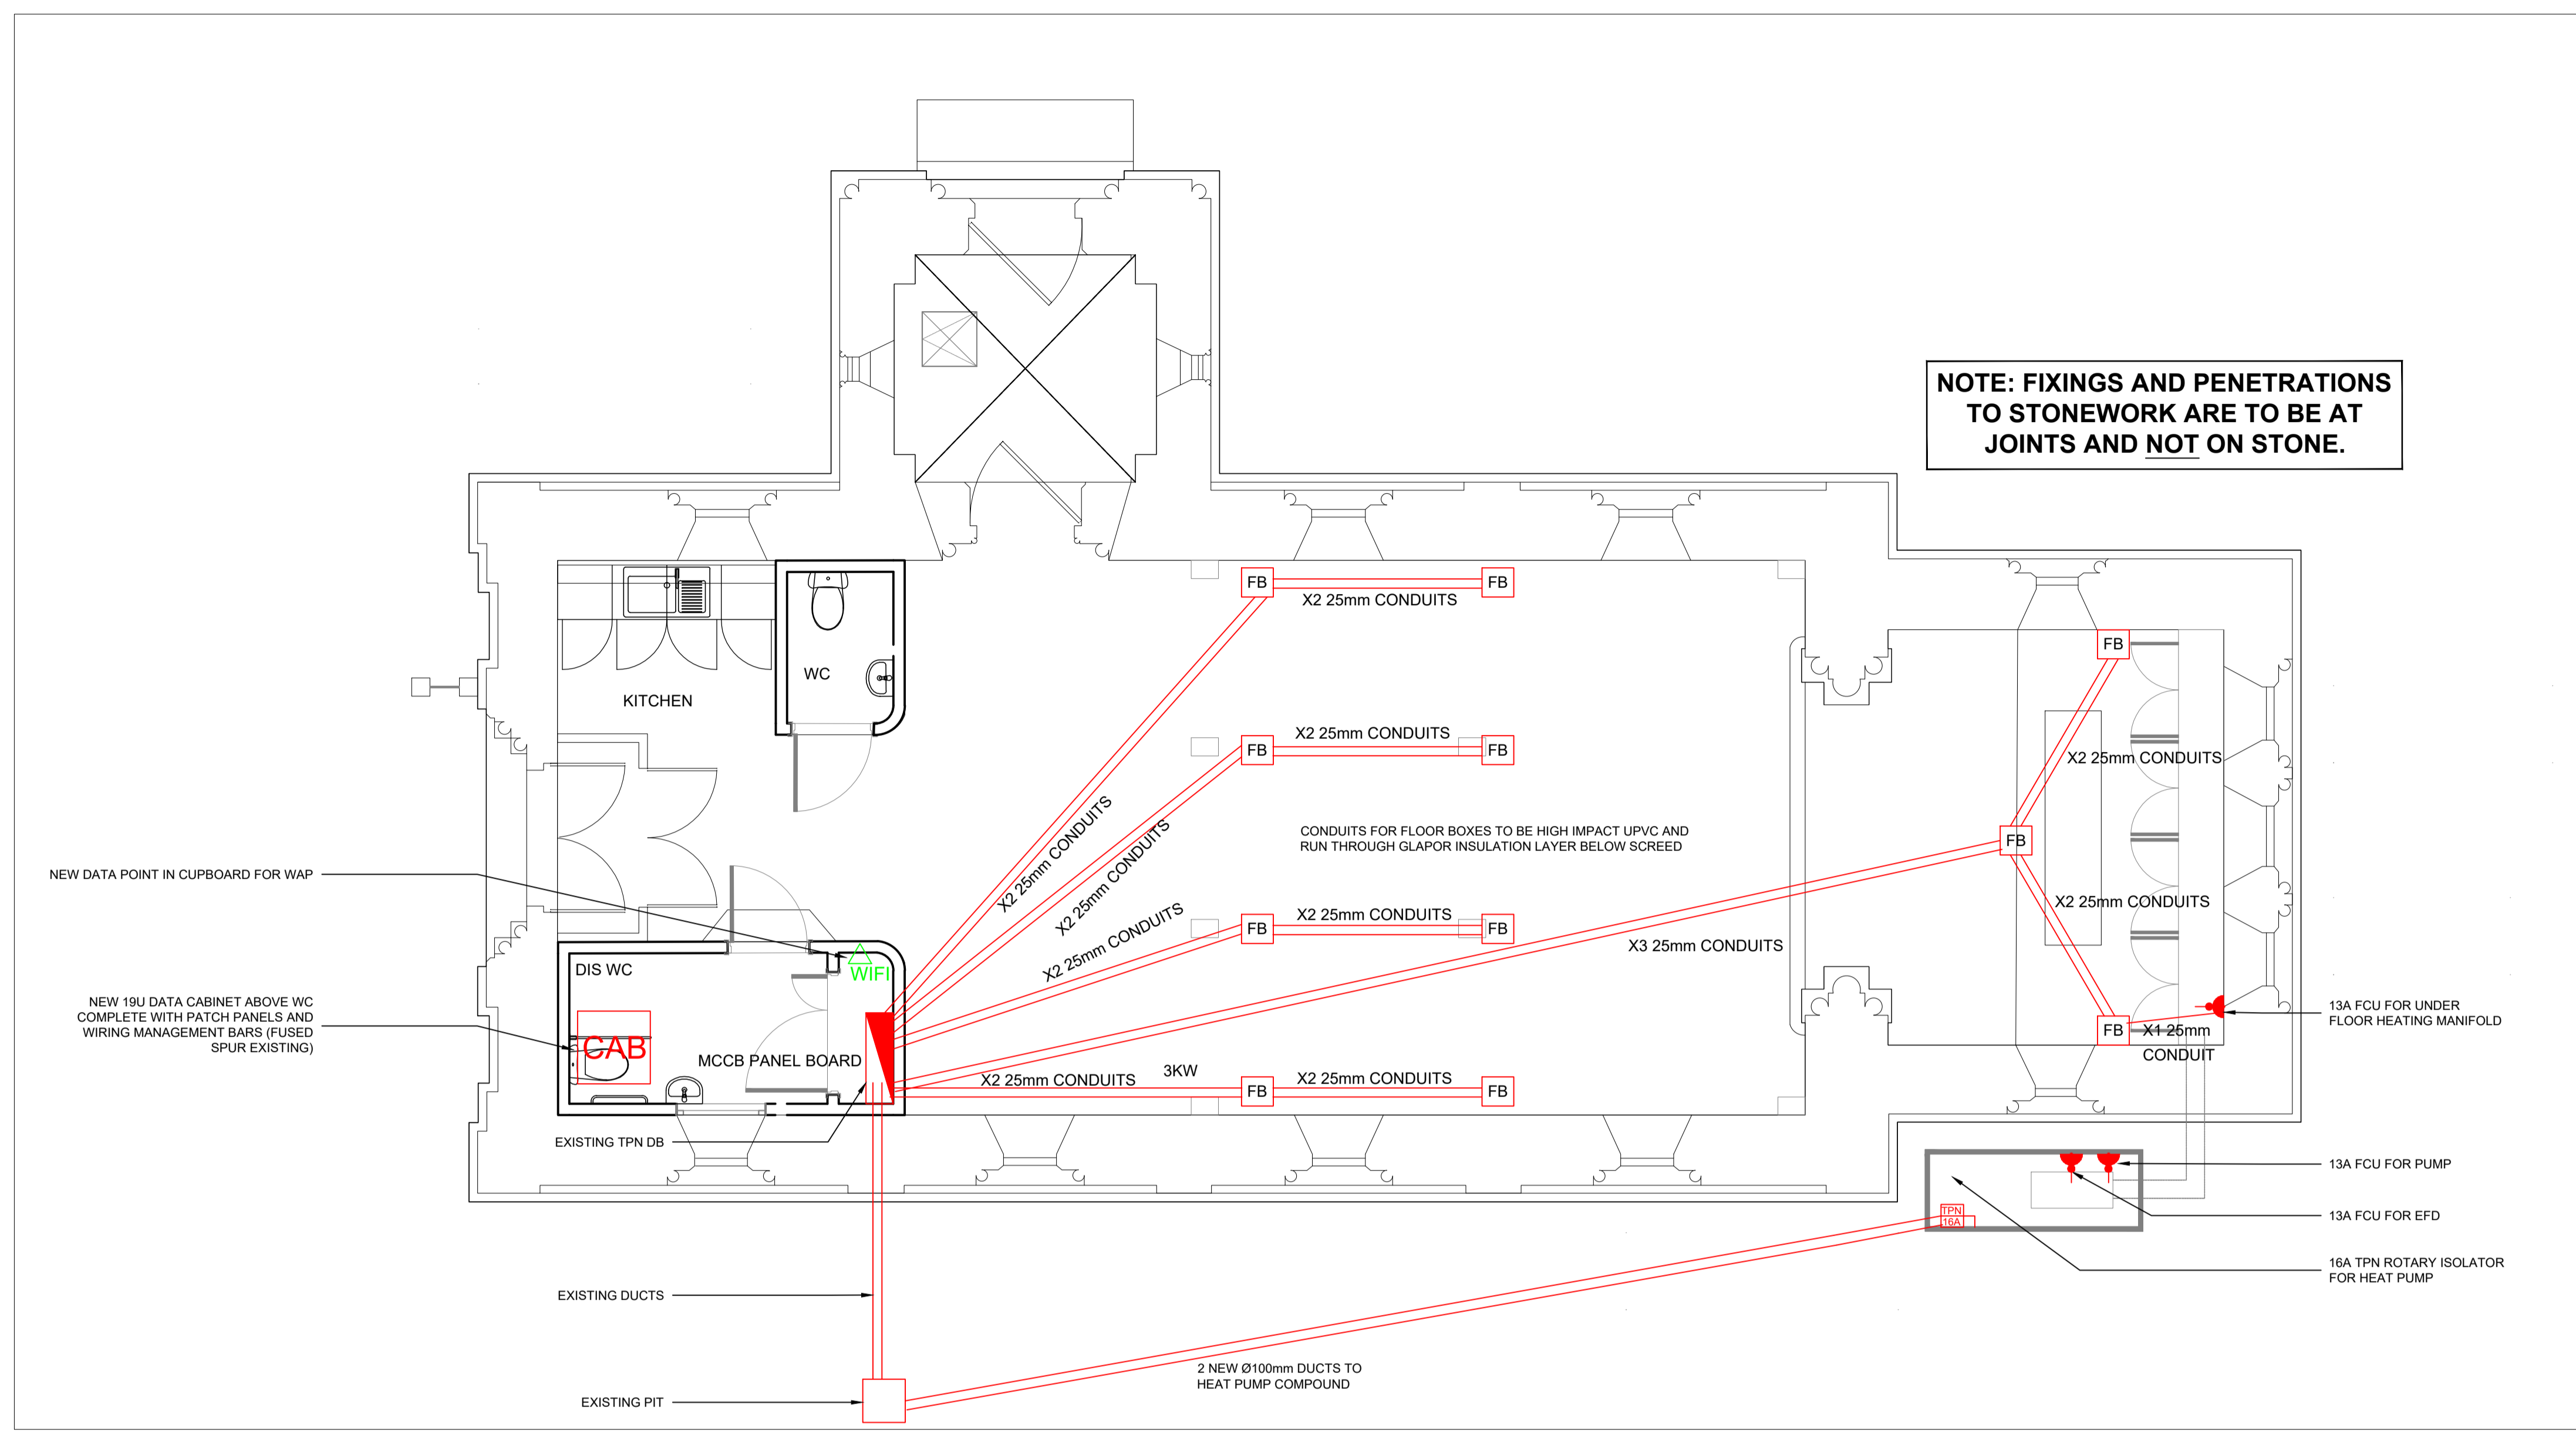 NOTE: FIXINGS AND PENETRATIONS
TO STONEWORK ARE TO BE AT
JOINTS AND NOT ON STONE.
FB
FB
X2 25mm CONDUITS
FB
WC
KITCHEN
X2 25mm CONDUITS
FB
FB
X2 25mm CONDUITS
X2 25mm CONDUITS
X2 25mm CONDUITS
CONDUITS FOR FLOOR BOXES TO BE HIGH IMPACT UPVC AND
RUN THROUGH GLAPOR INSULATION LAYER BELOW SCREED
FB
NEW DATA POINT IN CUPBOARD FOR WAP
X2 25mm CONDUITS
X2 25mm CONDUITS
X2 25mm CONDUITS
FB
FB
X3 25mm CONDUITS
DIS WC
WIFI
NEW 19U DATA CABINET ABOVE WC
COMPLETE WITH PATCH PANELS AND
WIRING MANAGEMENT BARS (FUSED
SPUR EXISTING)
CAB
MCCB PANEL BOARD
13A FCU FOR UNDER
FLOOR HEATING MANIFOLD
FB
X1 25mm
CONDUIT
3KW
X2 25mm CONDUITS
FB
X2 25mm CONDUITS
FB
EXISTING TPN DB
13A FCU FOR PUMP
TPN
16A
13A FCU FOR EFD
16A TPN ROTARY ISOLATOR
FOR HEAT PUMP
EXISTING DUCTS
2 NEW Ø100mm DUCTS TO
HEAT PUMP COMPOUND
EXISTING PIT